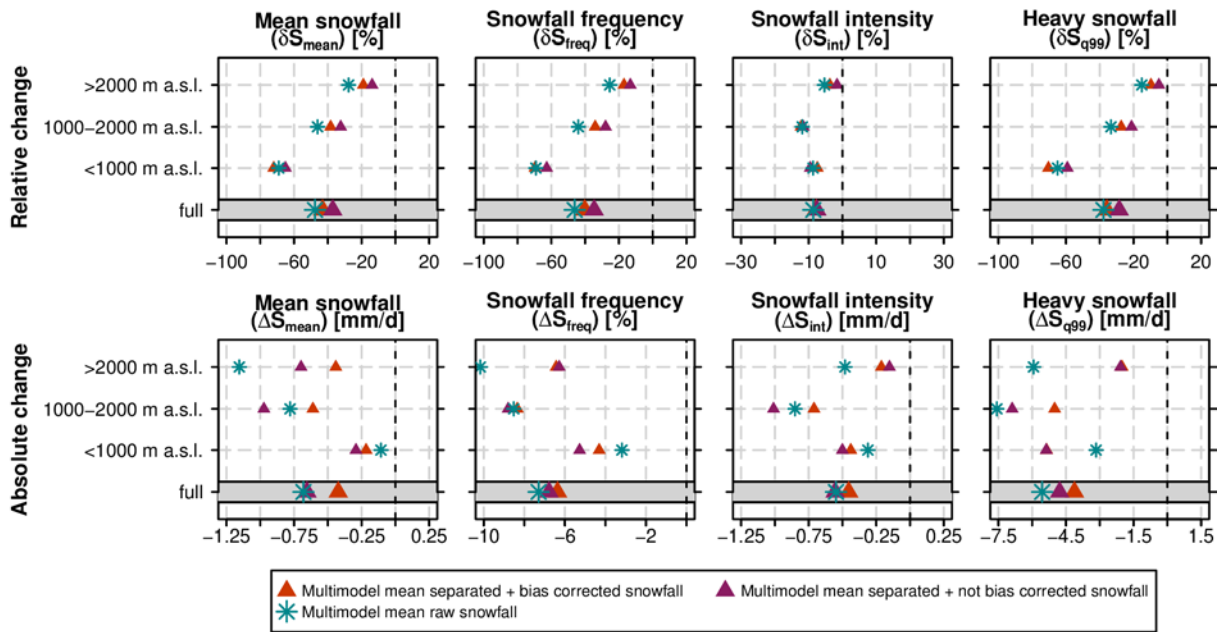 Mean snowfall
(δSmean) [%]
Snowfall frequency
(δSfreq) [%]
Snowfall intensity
(δSint) [%]
Heavy snowfall
(δSq99) [%]
Relative change
>2000 m a.s.l.
1000−2000 m a.s.l.
<1000 m a.s.l.
full
−100 −60 −20 20
−100 −60 −20 20
−30 −10 10 30
−100 −60 −20 20
Mean snowfall
(ΔSmean) [mm/d]
Snowfall frequency
(ΔSfreq) [%]
Snowfall intensity
(ΔSint) [mm/d]
Heavy snowfall
(ΔSq99) [mm/d]
Absolute change
>2000 m a.s.l.
1000−2000 m a.s.l.
<1000 m a.s.l.
full
−1.25 −0.75 −0.25 0.25
−10 −6 −2
−1.25 −0.75 −0.25 0.25
−7.5 −4.5 −1.5 1.5
Multimodel mean separated + bias corrected snowfall
Multimodel mean separated + not bias corrected snowfall
Multimodel mean raw snowfall